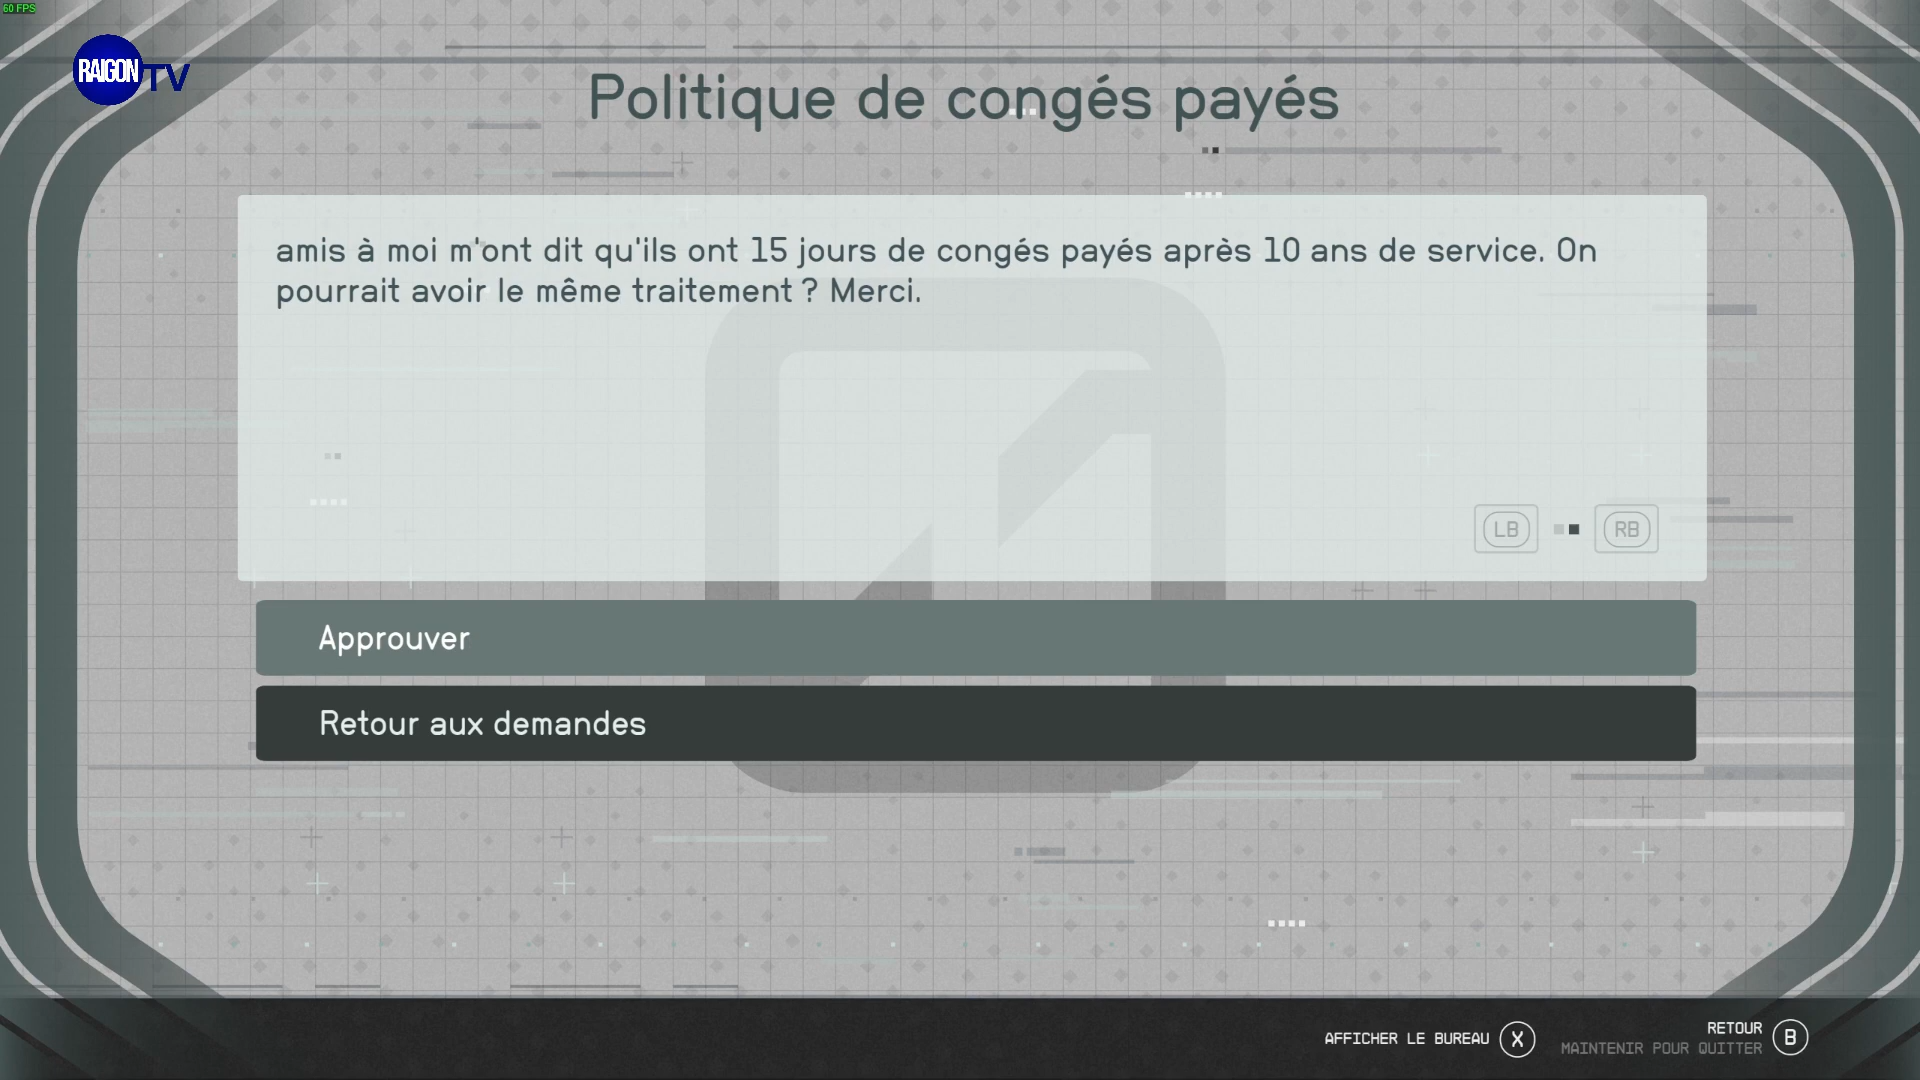 60 FPS
RAIGON TV
Politique de congés payés
amis à moi m'ont dit qu'ils ont 15 jours de congés payés après 10 ans de service. On
pourrait avoir le même traitement ? Merci.
LB RB
Approuver
Retour aux demandes
AFFICHER LE BUREAU X
RETOUR B
MAINTENIR POUR QUITTER